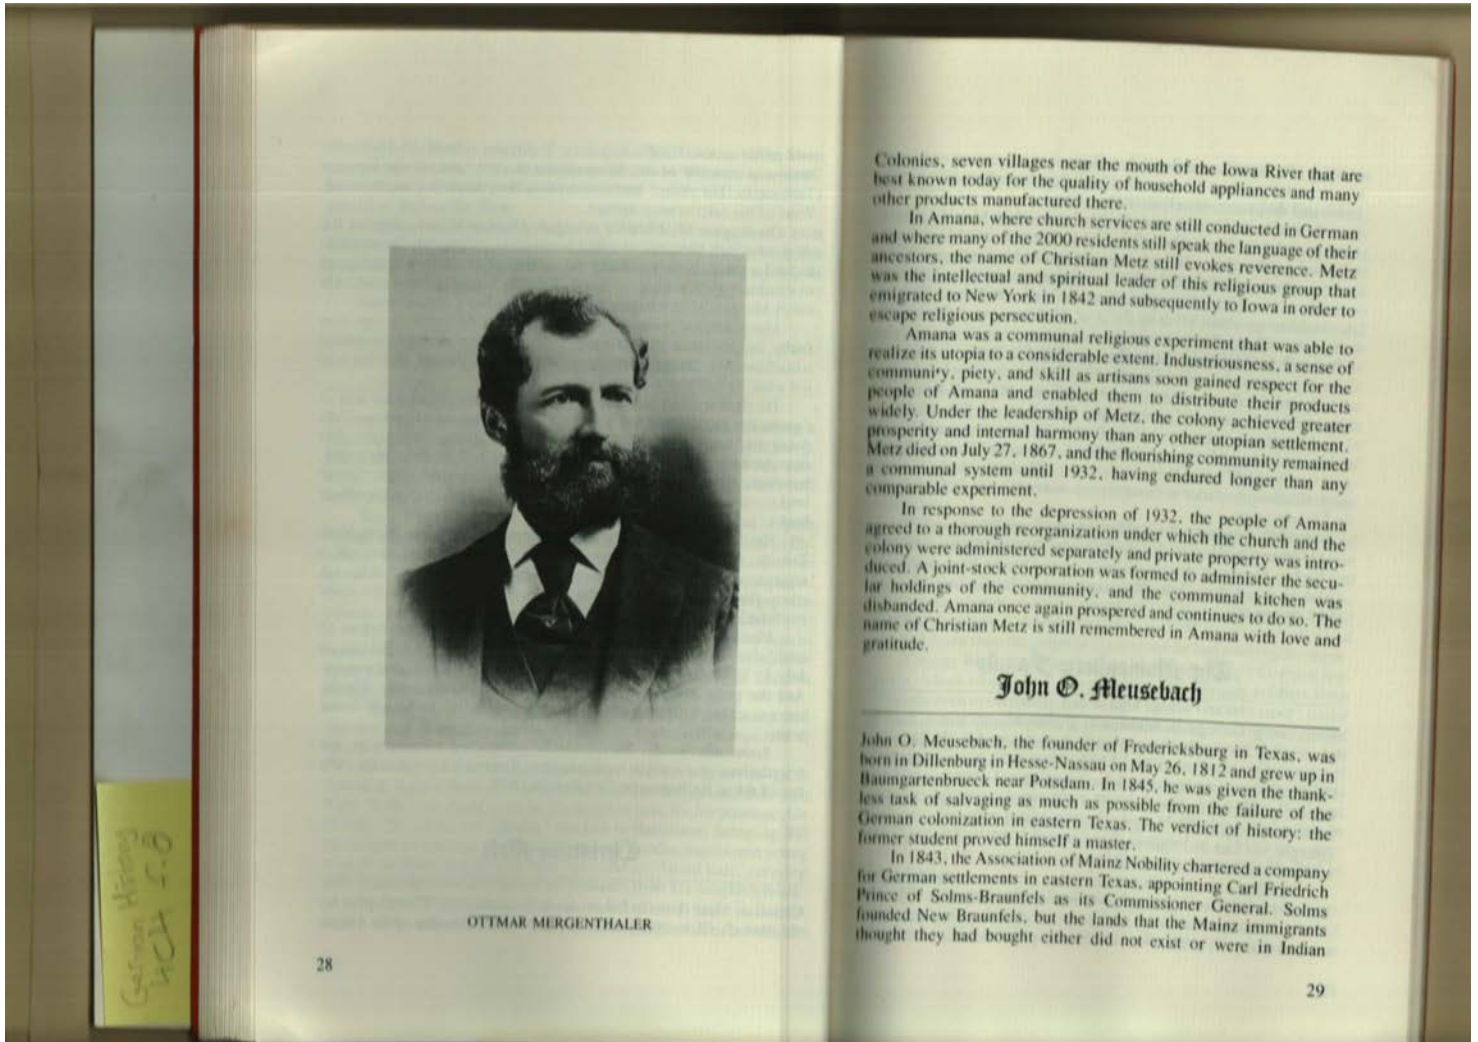 German History
HCH 5-8
OTTMAR MERGENTHALER
28
Colonies, seven villages near the mouth of the Iowa River that are
best known today for the quality of household appliances and many
other products manufactured there.
In Amana, where church services are still conducted in German
and where many of the 2000 residents still speak the language of their
ancestors, the name of Christian Metz still evokes reverence. Metz
was the intellectual and spiritual leader of this religious group that
emigrated to New York in 1842 and subsequently to Iowa in order to
escape religious persecution.
Amana was a communal religious experiment that was able to
realize its utopia to a considerable extent. Industriousness, a sense of
community, piety, and skill as artisans soon gained respect for the
people of Amana and enabled them to distribute their products
widely. Under the leadership of Metz, the colony achieved greater
prosperity and internal harmony than any other utopian settlement.
Metz died on July 27, 1867, and the flourishing community remained
a communal system until 1932, having endured longer than any
comparable experiment.
In response to the depression of 1932, the people of Amana
agreed to a thorough reorganization under which the church and the
colony were administered separately and private property was intro-
duced. A joint-stock corporation was formed to administer the secu-
lar holdings of the community, and the communal kitchen was
disbanded. Amana once again prospered and continues to do so. The
name of Christian Metz is still remembered in Amana with love and
gratitude.
John O. Meusebach
John O. Meusebach, the founder of Fredericksburg in Texas, was
born in Dillenburg in Hesse-Nassau on May 26, 1812 and grew up in
Baumgartenbrueck near Potsdam. In 1845, he was given the thank-
less task of salvaging as much as possible from the failure of the
German colonization in eastern Texas. The verdict of history: the
former student proved himself a master.
In 1843, the Association of Mainz Nobility chartered a company
for German settlements in eastern Texas, appointing Carl Friedrich
Prince of Solms-Braunfels as its Commissioner General. Solms
founded New Braunfels, but the lands that the Mainz immigrants
thought they had bought either did not exist or were in Indian
29